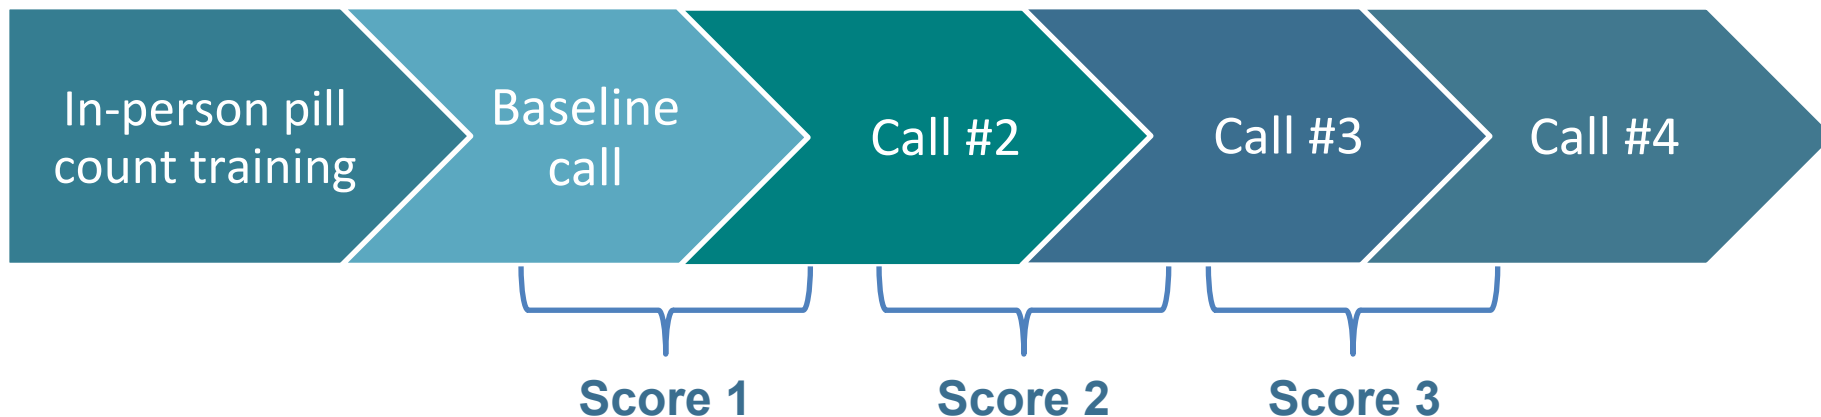 In-person pill
count training
Baseline
call
Call #2
Call #3
Call #4
Score 1
Score 2
Score 3